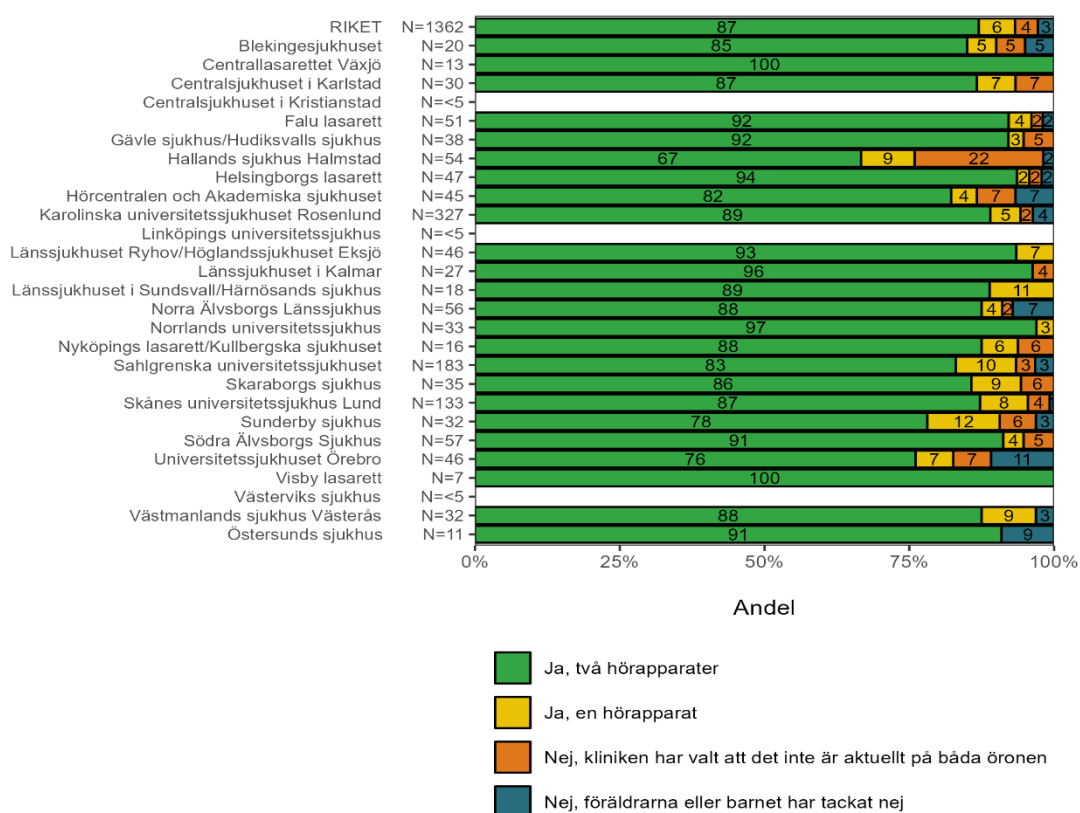 RIKET N=1362 87 6 4 3
Blekingesjukhuset N=20 85 5 5 5
Centrallasarettet Växjö N=13 100
Centralsjukhuset i Karlstad N=30 87 7 7
Centralsjukhuset i Kristianstad N=<5
Falu lasarett N=51 92 4 2 2
Gävle sjukhus/Hudiksvalls sjukhus N=38 92 3 5
Hallands sjukhus Halmstad N=54 67 9 22 2
Helsingborgs lasarett N=47 94 2 2 2
Hörcentralen och Akademiska sjukhuset N=45 82 4 7 7
Karolinska universitetssjukhuset Rosenlund N=327 89 5 2 4
Linköpings universitetssjukhus N=<5
Länssjukhuset Ryhov/Höglandssjukhuset Eksjö N=46 93 7
Länssjukhuset i Kalmar N=27 96 4
Länssjukhuset i Sundsvall/Härnösands sjukhus N=18 89 11
Norra Älvsborgs Länssjukhus N=56 88 4 2 7
Norrlands universitetssjukhus N=33 97 3
Nyköpings lasarett/Kullbergska sjukhuset N=16 88 6 6
Sahlgrenska universitetssjukhuset N=183 83 10 3 3
Skaraborgs sjukhus N=35 86 9 6
Skånes universitetssjukhus Lund N=133 87 8 4
Sunderby sjukhus N=32 78 12 6 3
Södra Älvsborgs Sjukhus N=57 91 4 5
Universitetssjukhuset Örebro N=46 76 7 7 11
Visby lasarett N=7 100
Västerviks sjukhus N=<5
Västmanlands sjukhus Västerås N=32 88 9 3
Östersunds sjukhus N=11 91 9
0% 25% 50% 75% 100%
Andel
Ja, två hörapparater
Ja, en hörapparat
Nej, kliniken har valt att det inte är aktuellt på båda öronen
Nej, föräldrarna eller barnet har tackat nej